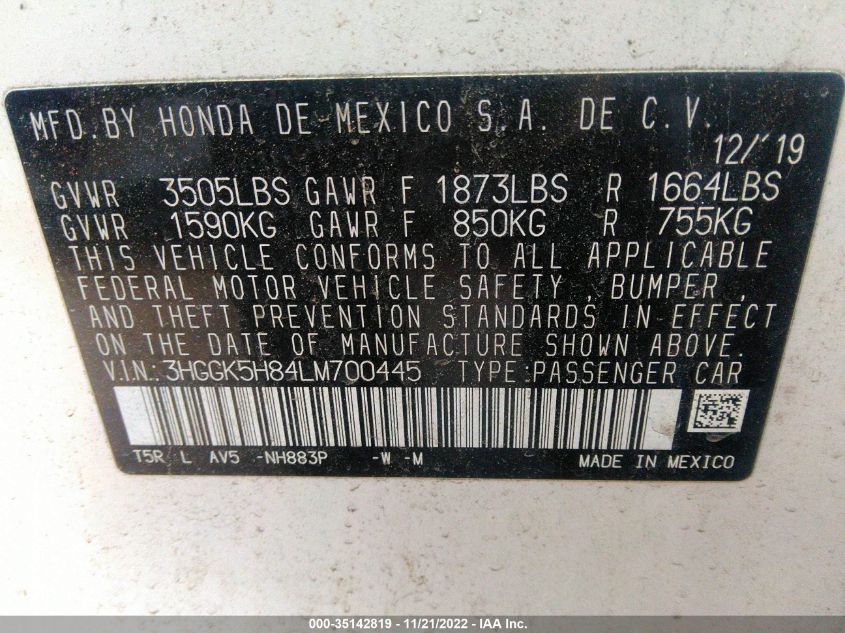 MFD. BY HONDA DE MEXICO S.A. DE C.V.
12/'19
GVWR 3505LBS GAWR F 1873LBS R 1664LBS
GVWR 1590KG GAWR F 850KG R 755KG
THIS VEHICLE CONFORMS TO ALL APPLICABLE
FEDERAL MOTOR VEHICLE SAFETY , BUMPER ,
AND THEFT PREVENTION STANDARDS IN EFFECT
ON THE DATE OF MANUFACTURE SHOWN ABOVE.
V.I.N.: 3HGGK5H84LM700445 TYPE:PASSENGER CAR
T5R L AV5 -NH883P -W -M MADE IN MEXICO
000-35142819 - 11/21/2022 - IAA Inc.